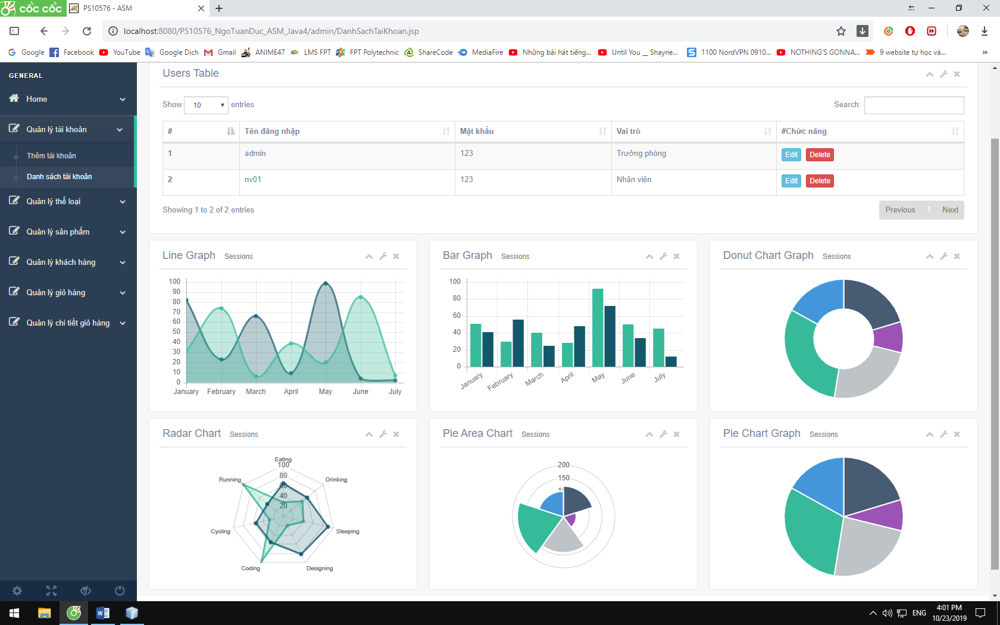 cốc cốc
PS10576 - ASM
localhost:8080/PS10576_NgoTuanDuc_ASM_Java4/admin/DanhSachTaiKhoan.jsp
Google Facebook YouTube Google Dịch Gmail ANIME47 LMS FPT FPT Polytechnic ShareCode MediaFire Những bài hát tiếng... Until You __ Shayne... 1100 NordVPN 0910... NOTHING'S GONNA... 9 website tự học và...
GENERAL
Home
Quản lý tài khoản
Thêm tài khoản
Danh sách tài khoản
Quản lý thể loại
Quản lý sản phẩm
Quản lý khách hàng
Quản lý giỏ hàng
Quản lý chi tiết giỏ hàng
Users Table
Show 10 entries Search:
# Tên đăng nhập Mật khẩu Vai trò #Chức năng
1 admin 123 Trưởng phòng Edit Delete
2 nv01 123 Nhân viên Edit Delete
Showing 1 to 2 of 2 entries Previous 1 Next
Line Graph Sessions
100
90
80
70
60
50
40
30
20
10
0
January February March April May June July
Bar Graph Sessions
100
80
60
40
20
0
January February March April May June July
Donut Chart Graph Sessions
Radar Chart Sessions
Eating
100
80
60
40
20
Running
Drinking
Cycling
Sleeping
Coding
Designing
Pie Area Chart Sessions
200
150
Pie Chart Graph Sessions
ENG
4:01 PM
10/23/2019